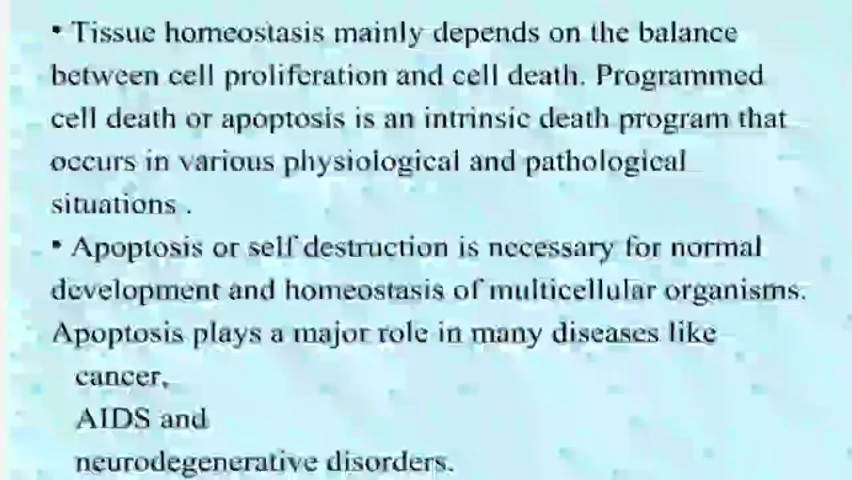 • Tissue homeostasis mainly depends on the balance
between cell proliferation and cell death. Programmed
cell death or apoptosis is an intrinsic death program that
occurs in various physiological and pathological
situations .
• Apoptosis or self destruction is necessary for normal
development and homeostasis of multicellular organisms.
Apoptosis plays a major role in many diseases like
cancer,
AIDS and
neurodegenerative disorders.